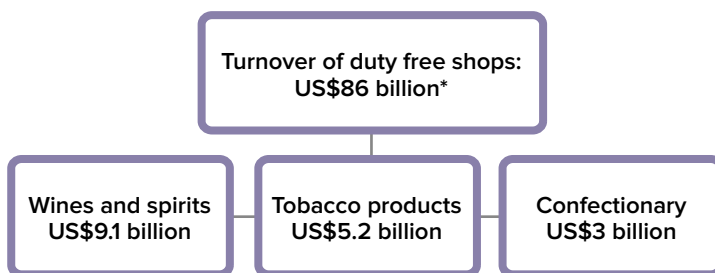 Turnover of duty free shops:
US$86 billion*
Wines and spirits
US$9.1 billion
Tobacco products
US$5.2 billion
Confectionary
US$3 billion